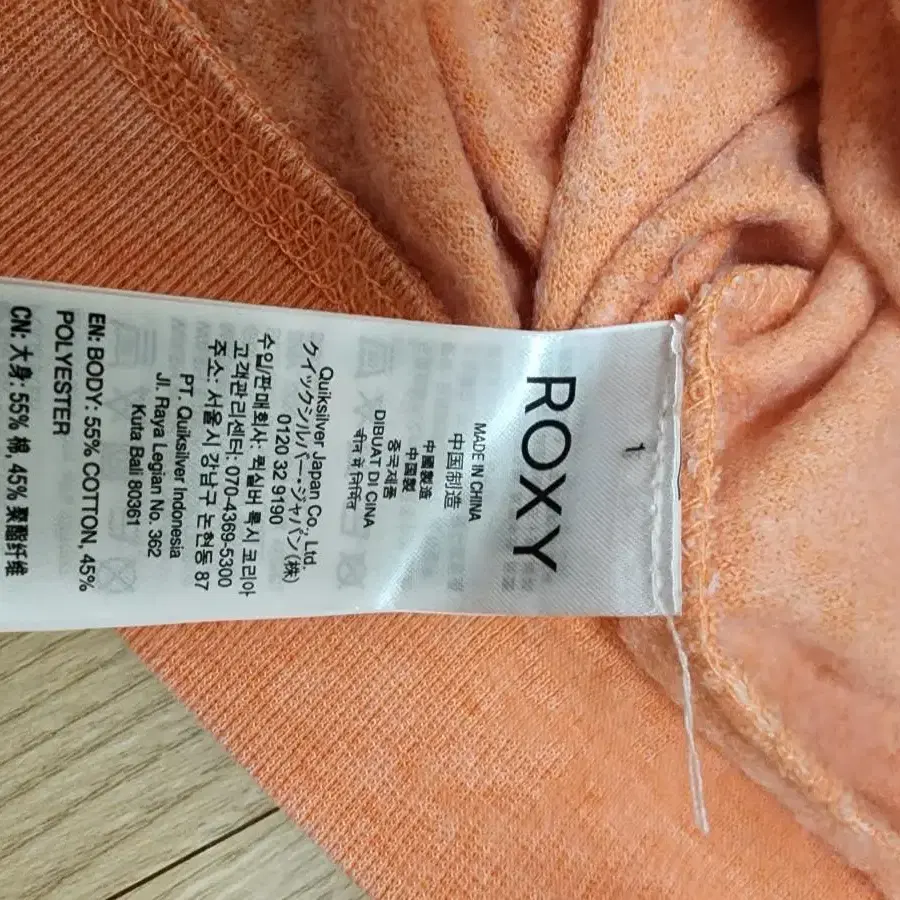 1
ROXY
MADE IN CHINA
中国制造
中國製造
中国製
중국제품
DIBUAT DI CHINA
चीन में निर्मित
Quiksilver Japan Co., Ltd.
クイックシルバー・ジャパン(株)
0120 32 9190
수입/판매회사: 퀵실버 록시 코리아
고객관리센터: 070-4369-5300
주소: 서울시 강남구 논현동 87
PT. Quiksilver Indonesia
Jl. Raya Legian No. 362
Kuta Bali 80361
EN: BODY: 55% COTTON, 45%
POLYESTER
CN: 大身: 55% 棉, 45% 聚酯纤维